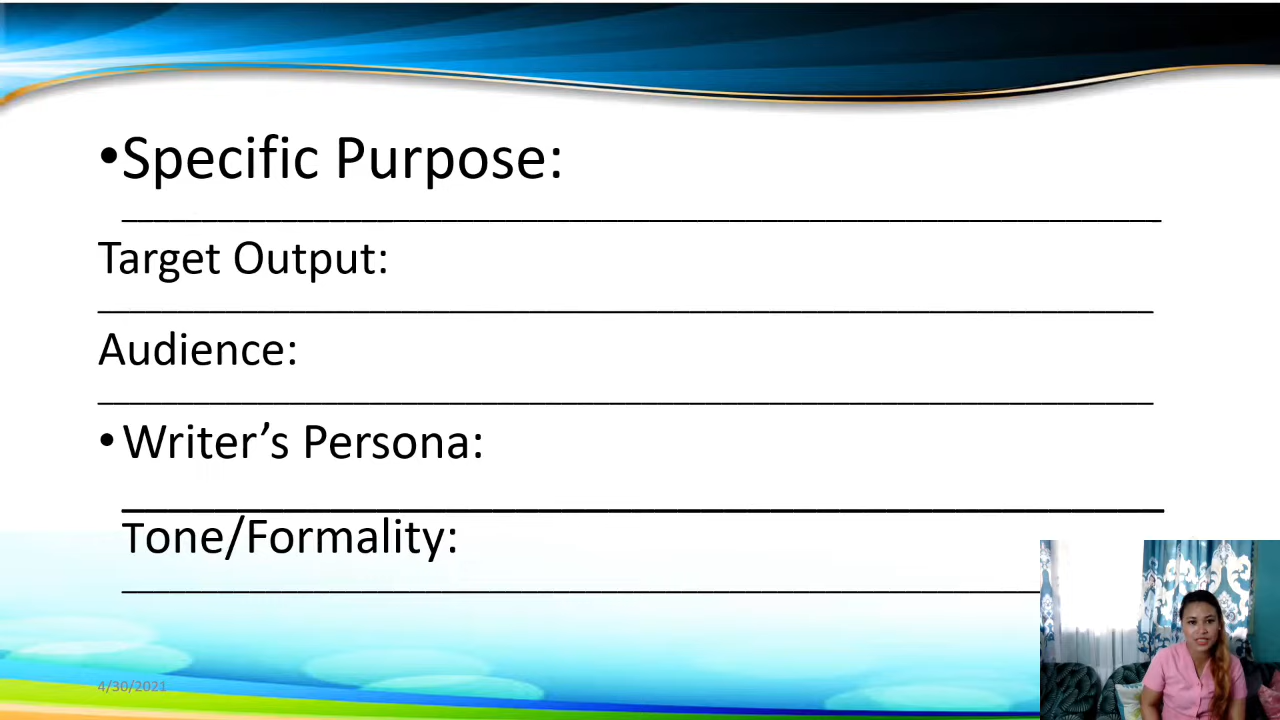 •Specific Purpose:
Target Output:
Audience:
•Writer’s Persona:
Tone/Formality:
4/30/2021